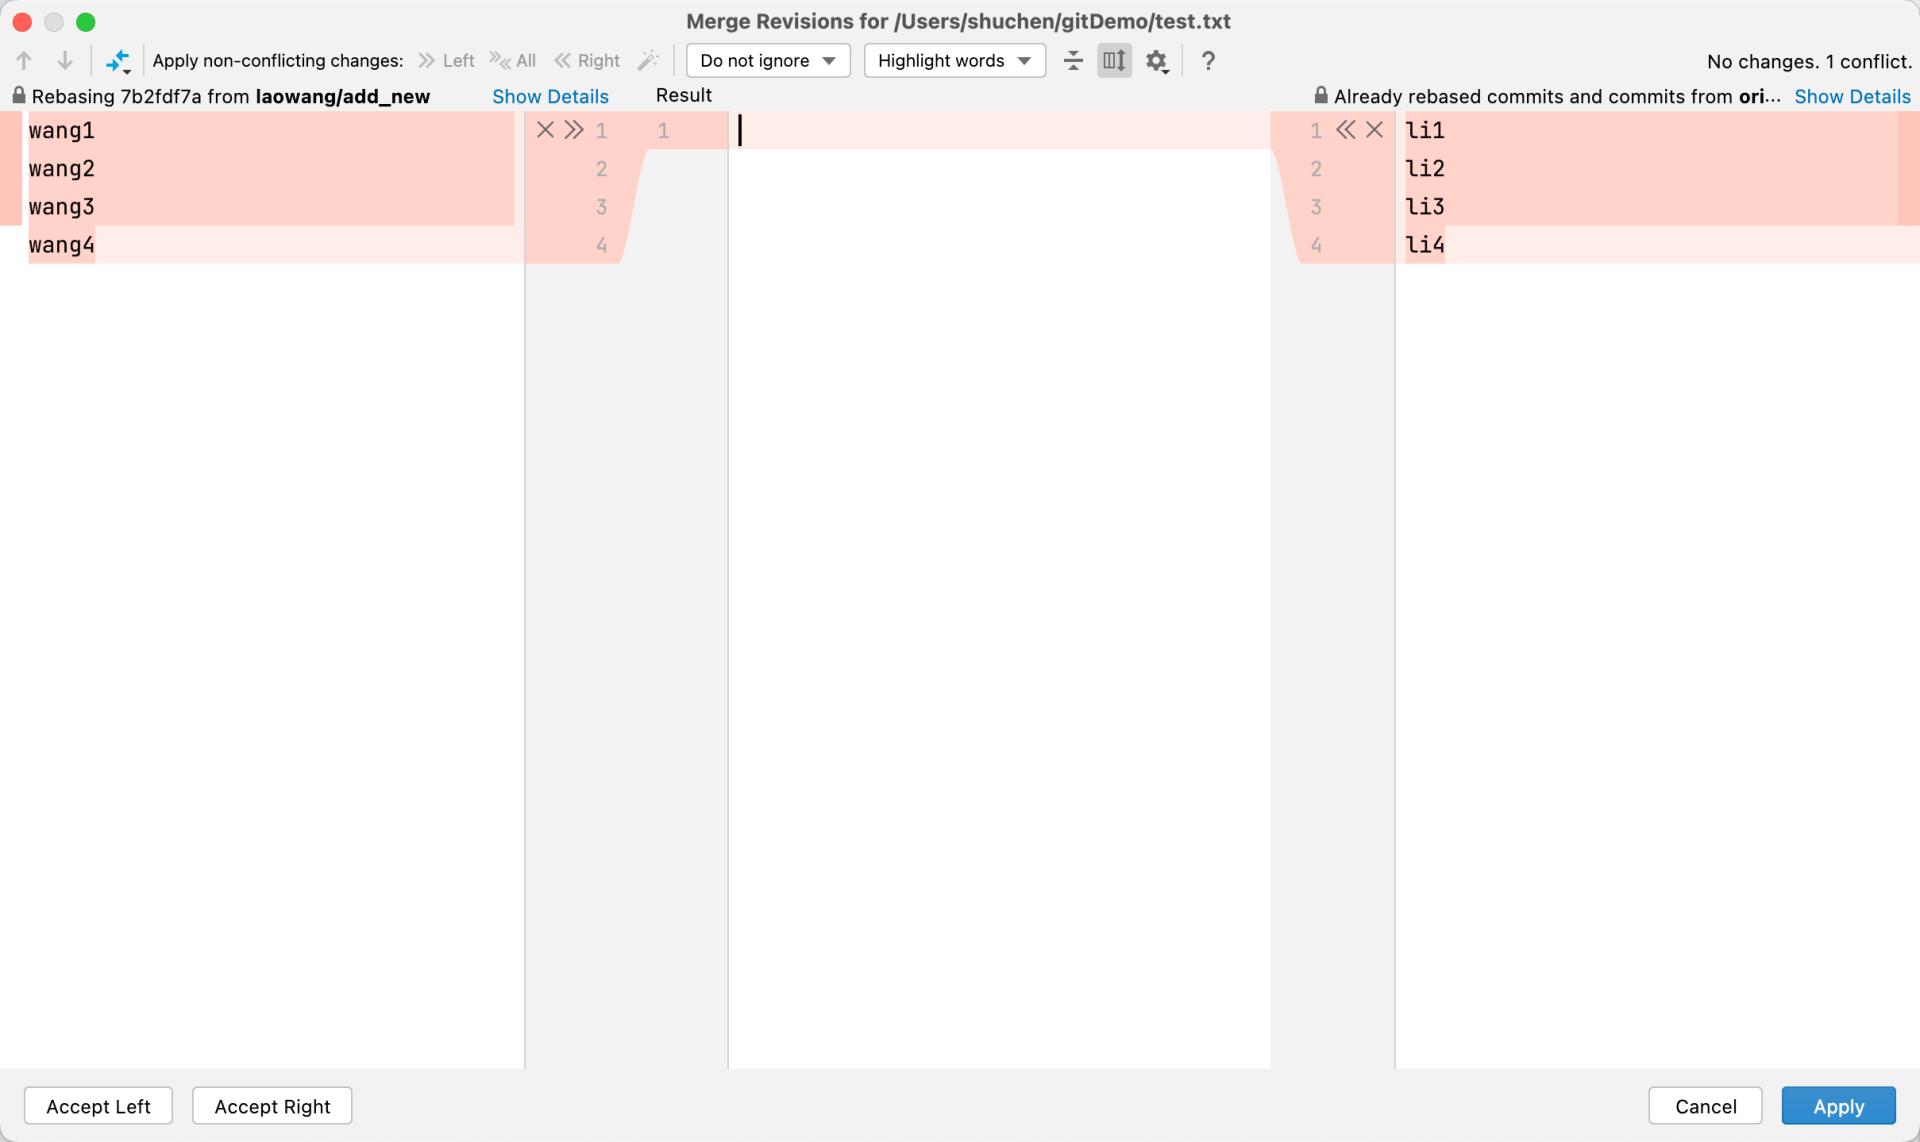 Merge Revisions for /Users/shuchen/gitDemo/test.txt
Apply non-conflicting changes: Left All Right Do not ignore Highlight words ? No changes. 1 conflict.
Rebasing 7b2fdf7a from laowang/add_new Show Details Result Already rebased commits and commits from ori... Show Details
wang1 1 1 1 li1
wang2 2 2 li2
wang3 3 3 li3
wang4 4 4 li4
Accept Left Accept Right Cancel Apply